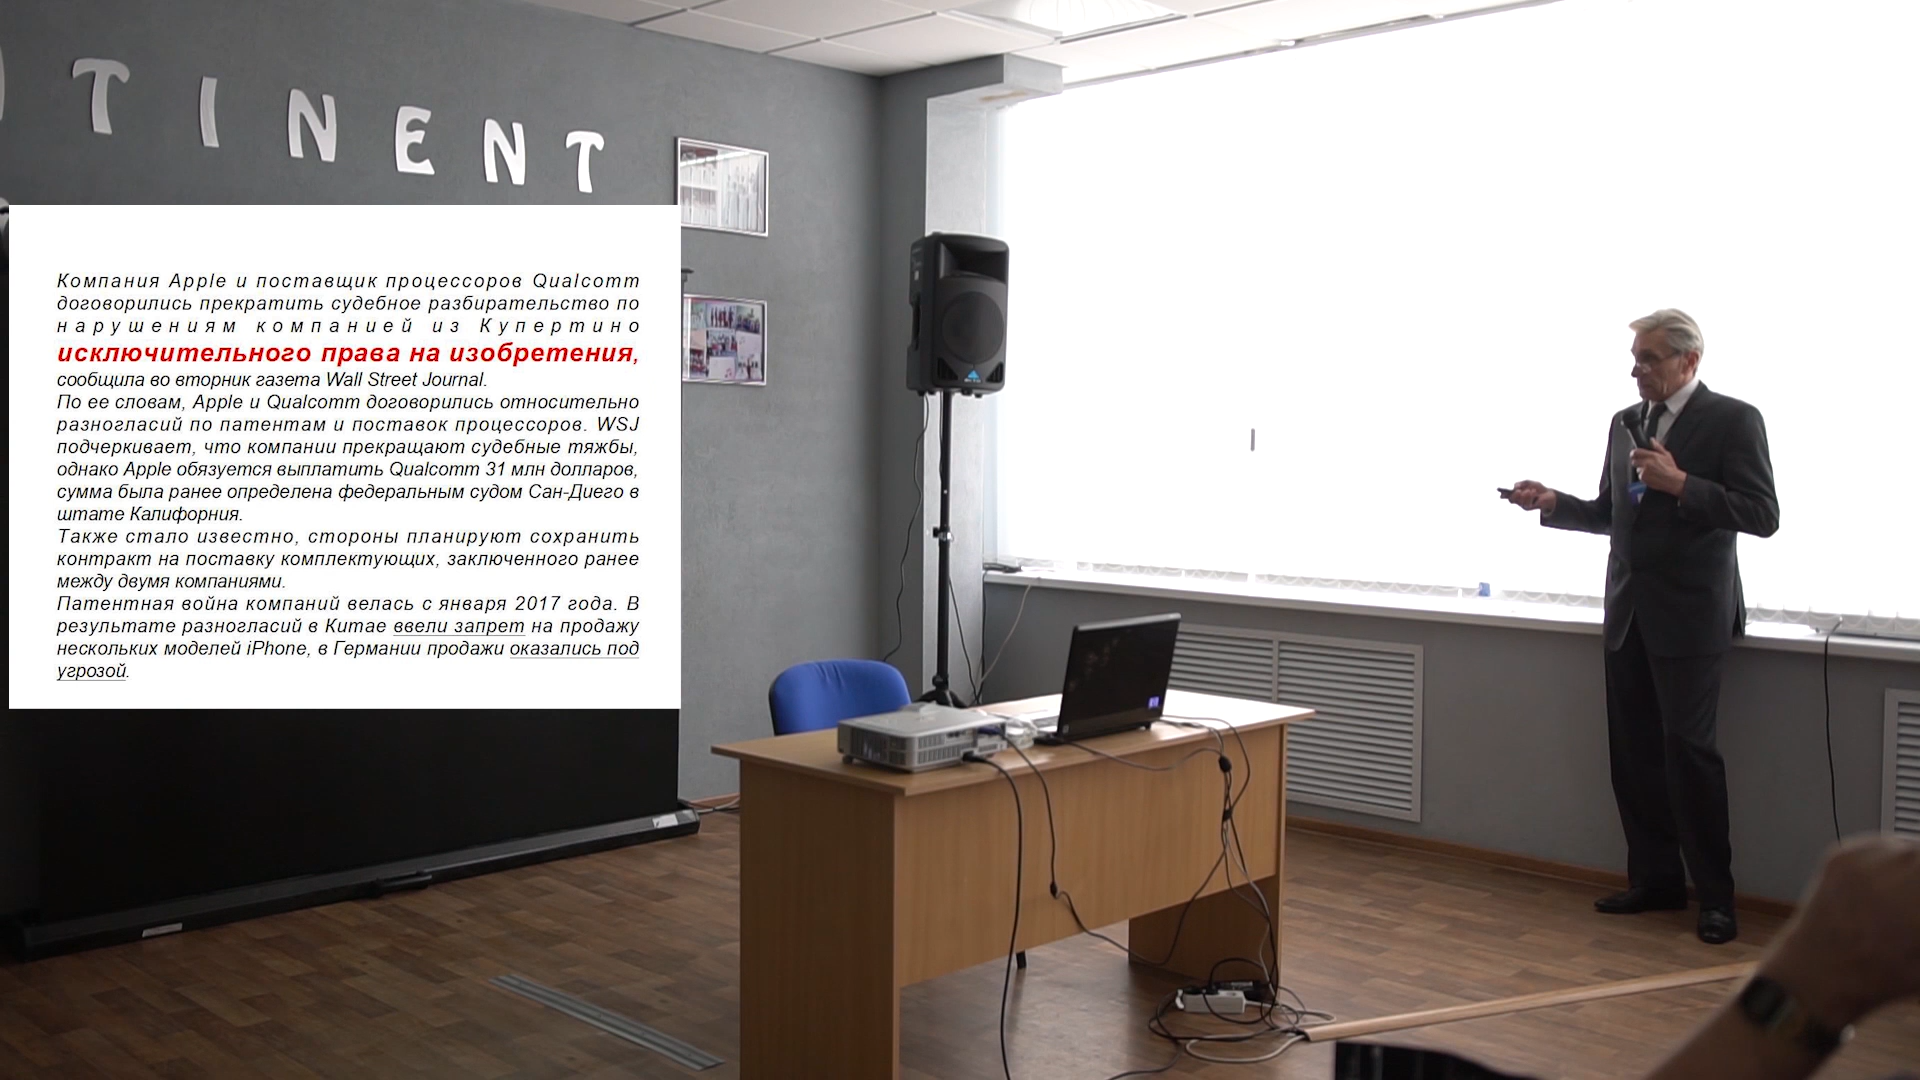 TINENT
Компания Apple и поставщик процессоров Qualcomm
договорились прекратить судебное разбирательство по
нарушениям компанией из Купертино
исключительного права на изобретения,
сообщила во вторник газета Wall Street Journal.
По ее словам, Apple и Qualcomm договорились относительно
разногласий по патентам и поставок процессоров. WSJ
подчеркивает, что компании прекращают судебные тяжбы,
однако Apple обязуется выплатить Qualcomm 31 млн долларов,
сумма была ранее определена федеральным судом Сан-Диего в
штате Калифорния.
Также стало известно, стороны планируют сохранить
контракт на поставку комплектующих, заключенного ранее
между двумя компаниями.
Патентная война компаний велась с января 2017 года. В
результате разногласий в Китае ввели запрет на продажу
нескольких моделей iPhone, в Германии продажи оказались под
угрозой.